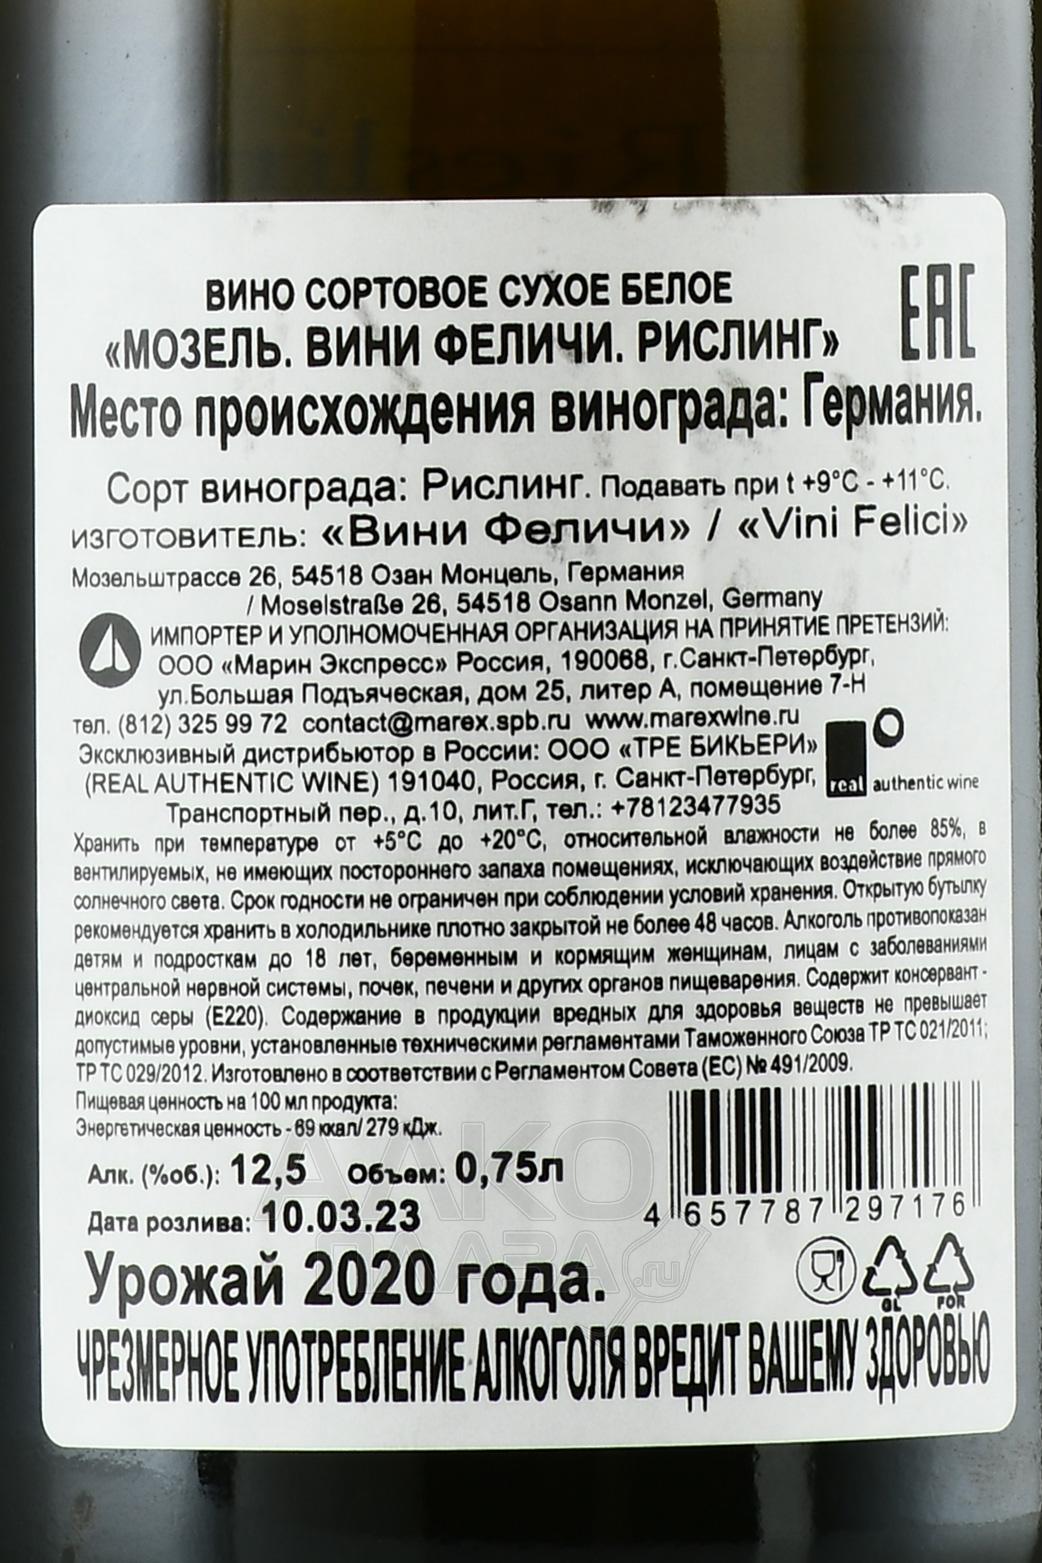 ВИНО СОРТОВОЕ СУХОЕ БЕЛОЕ
«МОЗЕЛЬ. ВИНИ ФЕЛИЧИ. РИСЛИНГ»
EAC
Место происхождения винограда: Германия.
Сорт винограда: Рислинг. Подавать при t +9°C - +11°C.
ИЗГОТОВИТЕЛЬ: «Вини Феличи» / «Vini Felici»
Мозельштрассе 26, 54518 Озан Монцель, Германия
/ Moselstraße 26, 54518 Osann Monzel, Germany
ИМПОРТЕР И УПОЛНОМОЧЕННАЯ ОРГАНИЗАЦИЯ НА ПРИНЯТИЕ ПРЕТЕНЗИЙ:
ООО «Марин Экспресс» Россия, 190068, г.Санкт-Петербург,
ул.Большая Подъяческая, дом 25, литер А, помещение 7-Н
тел. (812) 325 99 72 contact@marex.spb.ru www.marexwine.ru
Эксклюзивный дистрибьютор в России: ООО «ТРЕ БИКЬЕРИ»
(REAL AUTHENTIC WINE) 191040, Россия, г. Санкт-Петербург,
real authentic wine
Транспортный пер., д.10, лит.Г, тел.: +78123477935
Хранить при температуре от +5°C до +20°C, относительной влажности не более 85%, в
вентилируемых, не имеющих постороннего запаха помещениях, исключающих воздействие прямого
солнечного света. Срок годности не ограничен при соблюдении условий хранения. Открытую бутылку
рекомендуется хранить в холодильнике плотно закрытой не более 48 часов. Алкоголь противопоказан
детям и подросткам до 18 лет, беременным и кормящим женщинам, лицам с заболеваниями
центральной нервной системы, почек, печени и других органов пищеварения. Содержит консервант -
диоксид серы (E220). Содержание в продукции вредных для здоровья веществ не превышает
допустимые уровни, установленные техническими регламентами Таможенного Союза ТР ТС 021/2011;
ТР ТС 029/2012. Изготовлено в соответствии с Регламентом Совета (ЕС) № 491/2009.
Пищевая ценность на 100 мл продукта:
Энергетическая ценность - 69 ккал/ 279 кДж.
Алк. (%об.): 12,5 Объем: 0,75л
Дата розлива: 10.03.23
4 657787 297176
Урожай 2020 года.
GL FOR
ЧРЕЗМЕРНОЕ УПОТРЕБЛЕНИЕ АЛКОГОЛЯ ВРЕДИТ ВАШЕМУ ЗДОРОВЬЮ
АЛКО
ПЛАЗА .ru